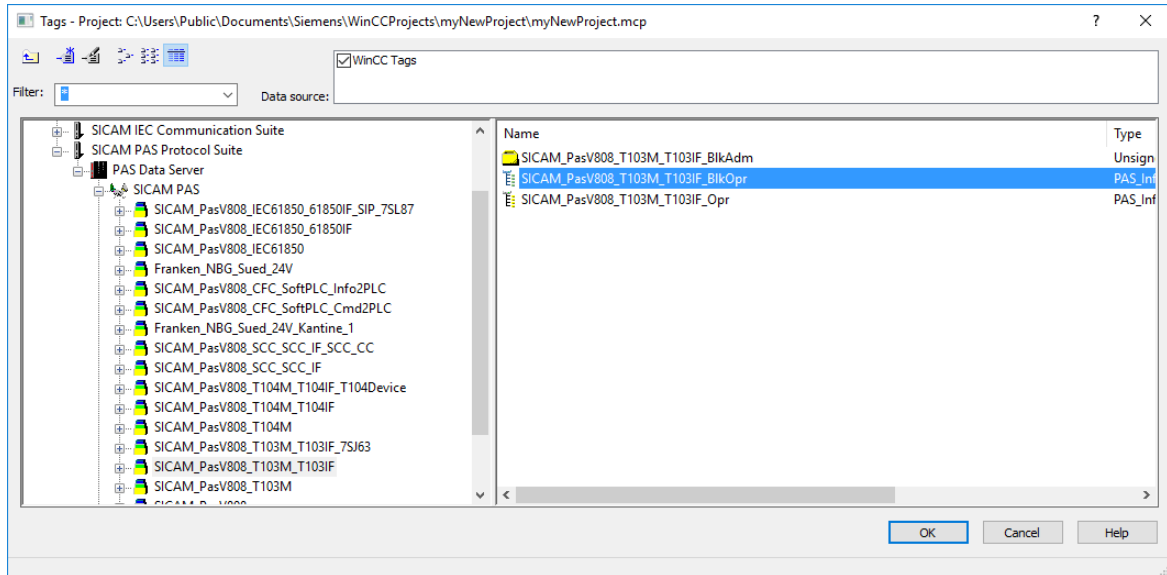 Tags - Project: C:\Users\Public\Documents\Siemens\WinCCProjects\myNewProject\myNewProject.mcp
WinCC Tags
Filter: *
Data source:
SICAM IEC Communication Suite
SICAM PAS Protocol Suite
PAS Data Server
SICAM PAS
SICAM_PasV808_IEC61850_61850IF_SIP_7SL87
SICAM_PasV808_IEC61850_61850IF
SICAM_PasV808_IEC61850
Franken_NBG_Sued_24V
SICAM_PasV808_CFC_SoftPLC_Info2PLC
SICAM_PasV808_CFC_SoftPLC_Cmd2PLC
Franken_NBG_Sued_24V_Kantine_1
SICAM_PasV808_SCC_SCC_IF_SCC_CC
SICAM_PasV808_SCC_SCC_IF
SICAM_PasV808_T104M_T104IF_T104Device
SICAM_PasV808_T104M_T104IF
SICAM_PasV808_T104M
SICAM_PasV808_T103M_T103IF_7SJ63
SICAM_PasV808_T103M_T103IF
SICAM_PasV808_T103M
Name Type
SICAM_PasV808_T103M_T103IF_BlkAdm Unsign
SICAM_PasV808_T103M_T103IF_BlkOpr PAS_Inf
SICAM_PasV808_T103M_T103IF_Opr PAS_Inf
OK Cancel Help